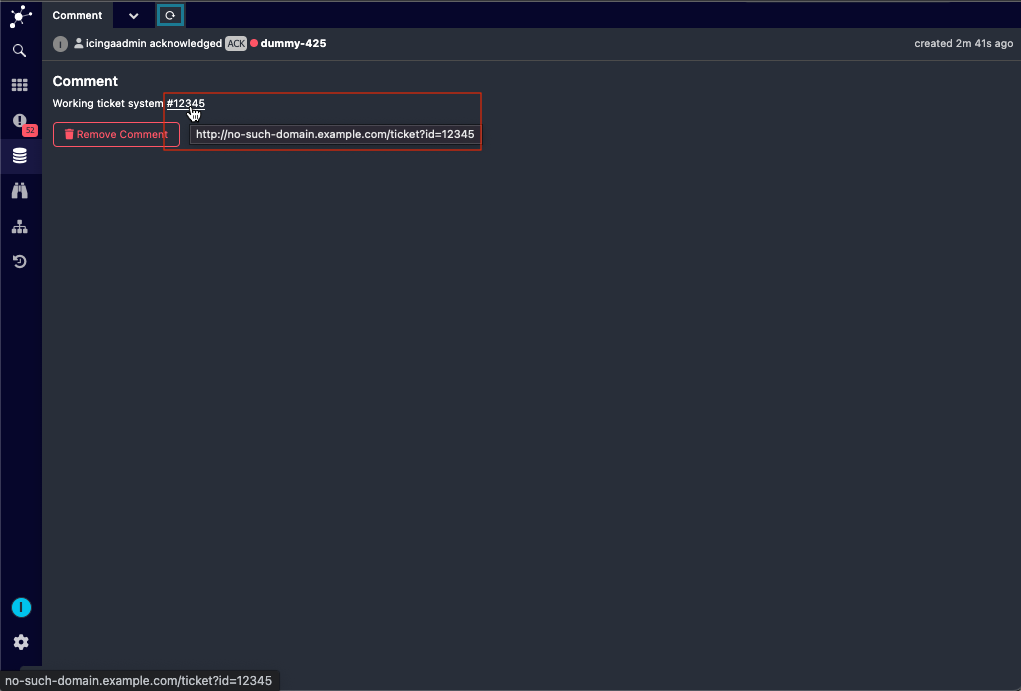 Comment
I icingaadmin acknowledged ACK dummy-425 created 2m 41s ago
Comment
Working ticket system #12345
Remove Comment
http://no-such-domain.example.com/ticket?id=12345
52
I
no-such-domain.example.com/ticket?id=12345